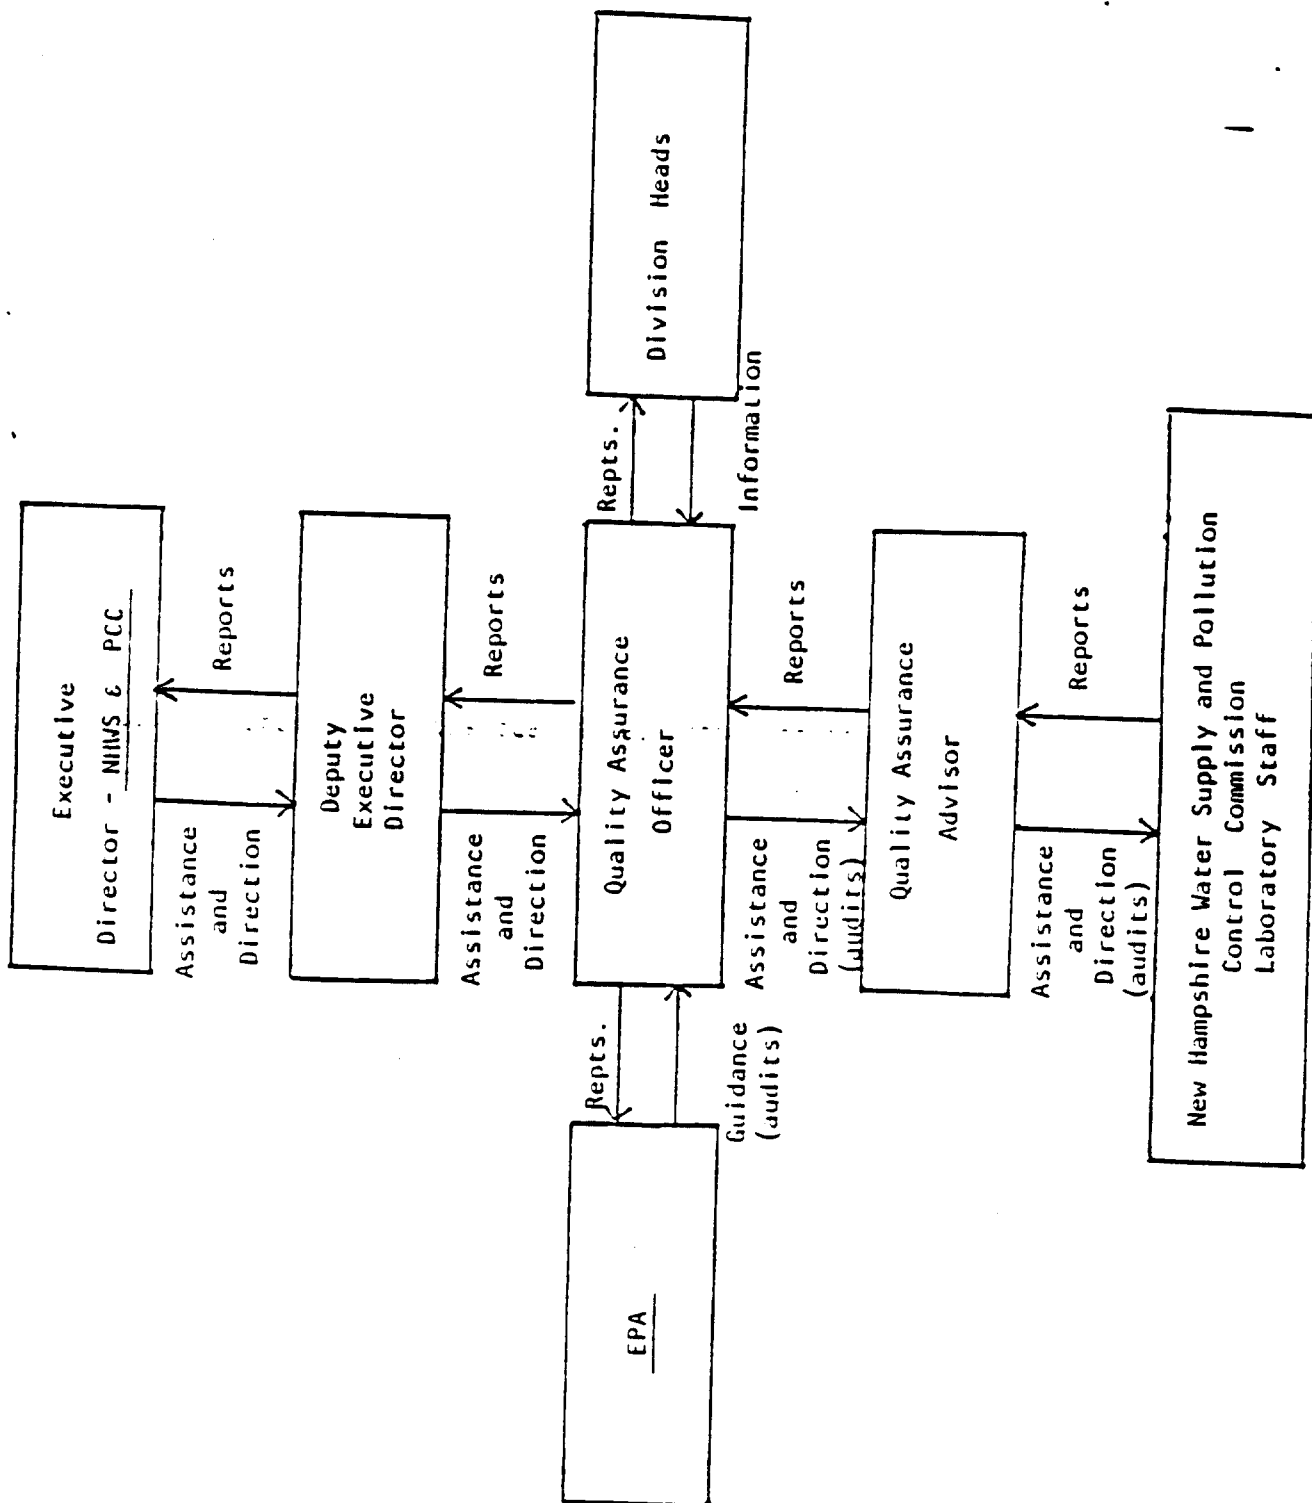 Executive
Director - NHWS & PCC
Assistance
and
Direction
Reports
Deputy
Executive
Director
Assistance
and
Direction
Reports
EPA
Repts.
Guidance
(audits)
Quality Assurance
Officer
Repts.
Information
Division Heads
Assistance
and
Direction
(audits)
Reports
Quality Assurance
Advisor
Assistance
and
Direction
(audits)
Reports
New Hampshire Water Supply and Pollution
Control Commission
Laboratory Staff